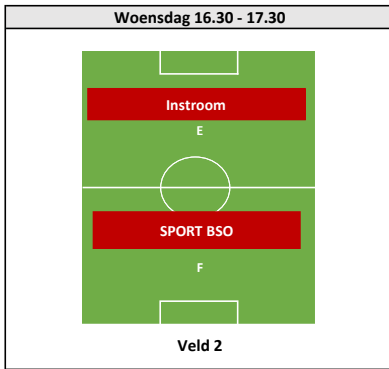 Woensdag 16.30 - 17.30
Instroom
E
SPORT BSO
F
Veld 2